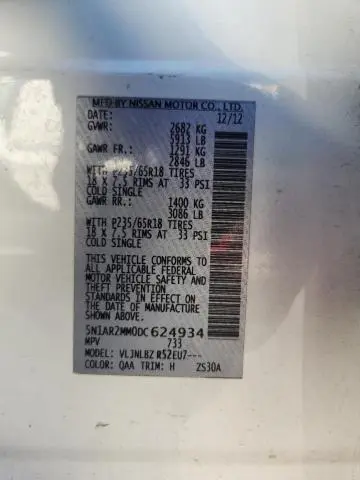 MFD BY NISSAN MOTOR CO., LTD.
DATE: 12/12
GVWR: 2682 KG
5913 LB
GAWR FR.: 1291 KG
2846 LB
WITH P235/65R18 TIRES
18 X 7.5 RIMS AT 33 PSI
COLD SINGLE
GAWR RR.: 1400 KG
3086 LB
WITH P235/65R18 TIRES
18 X 7.5 RIMS AT 33 PSI
COLD SINGLE
THIS VEHICLE CONFORMS TO
ALL APPLICABLE FEDERAL
MOTOR VEHICLE SAFETY AND
THEFT PREVENTION
STANDARDS IN EFFECT ON
THE DATE OF MANUFACTURE
SHOWN ABOVE.
5N1AR2MM0DC624934
MPV 733
MODEL: VLJNLBZ R52EU7---
COLOR: QAA TRIM: H ZS30A